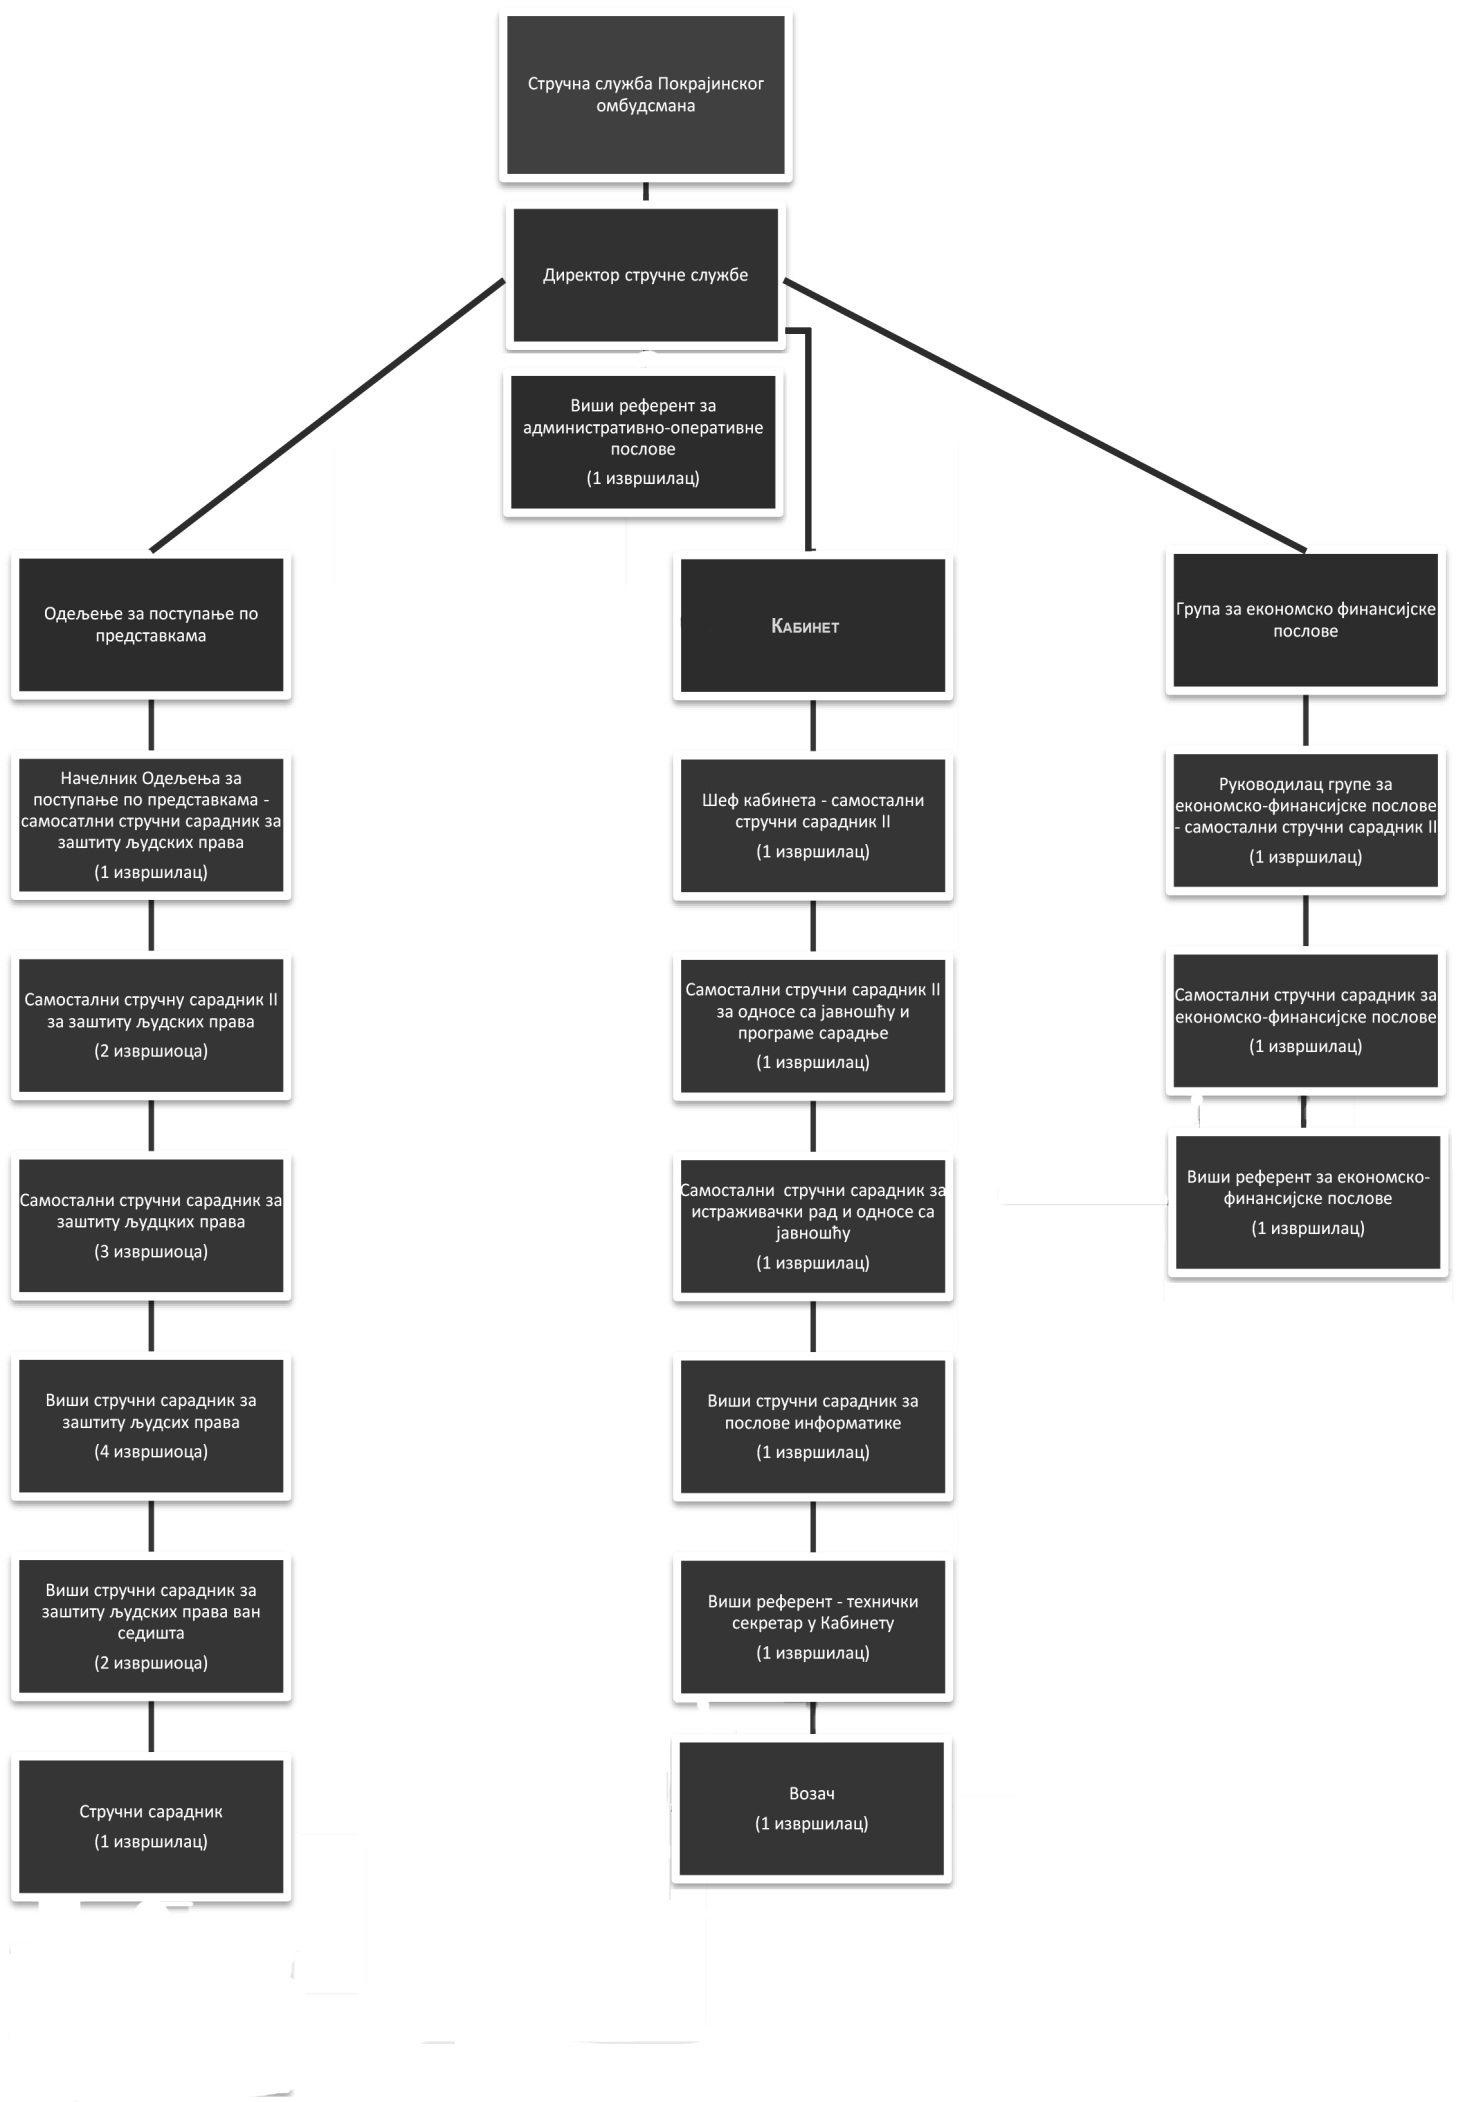 Стручна служба Покрајинског
омбудсмана
Директор стручне службе
Виши референт за
административно-оперативне
послове
(1 извршилац)
Одељење за поступање по
представкама
Начелник Одељења за
поступање по представкама -
самосатлни стручни сарадник за
заштиту људских права
(1 извршилац)
Самостални стручну сарадник II
за заштиту људских права
(2 извршиоца)
Самостални стручни сарадник за
заштиту људцких права
(3 извршиоца)
Виши стручни сарадник за
заштиту људсих права
(4 извршиоца)
Виши стручни сарадник за
заштиту људских права ван
седишта
(2 извршиоца)
Стручни сарадник
(1 извршилац)
Кабинет
Шеф кабинета - самостални
стручни сарадник II
(1 извршилац)
Самостални стручни сарадник II
за односе са јавношћу и
програме сарадње
(1 извршилац)
Самостални  стручни сарадник за
истраживачки рад и односе са
јавношћу
(1 извршилац)
Виши стручни сарадник за
послове информатике
(1 извршилац)
Виши референт - технички
секретар у Кабинету
(1 извршилац)
Возач
(1 извршилац)
Група за економско финансијске
послове
Руководилац групе за
економско-финансијске послове
- самостални стручни сарадник II
(1 извршилац)
Самостални стручни сарадник за
економско-финансијске послове
(1 извршилац)
Виши референт за економско-
финансијске послове
(1 извршилац)